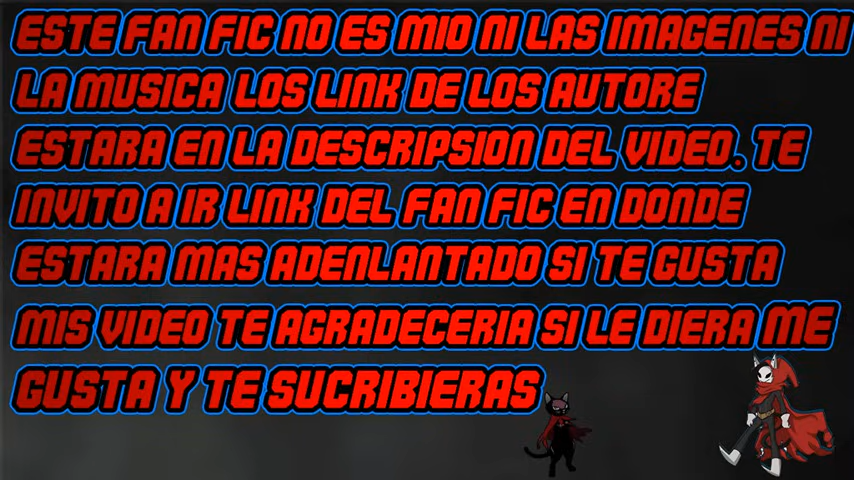 ESTE FAN FIC NO ES MIO NI LAS IMAGENES NI
LA MUSICA LOS LINK DE LOS AUTORE
ESTARA EN LA DESCRIPSION DEL VIDEO. TE
INVITO A IR LINK DEL FAN FIC EN DONDE
ESTARA MAS ADENLANTADO SI TE GUSTA
MIS VIDEO TE AGRADECERIA SI LE DIERA ME
GUSTA Y TE SUCRIBIERAS